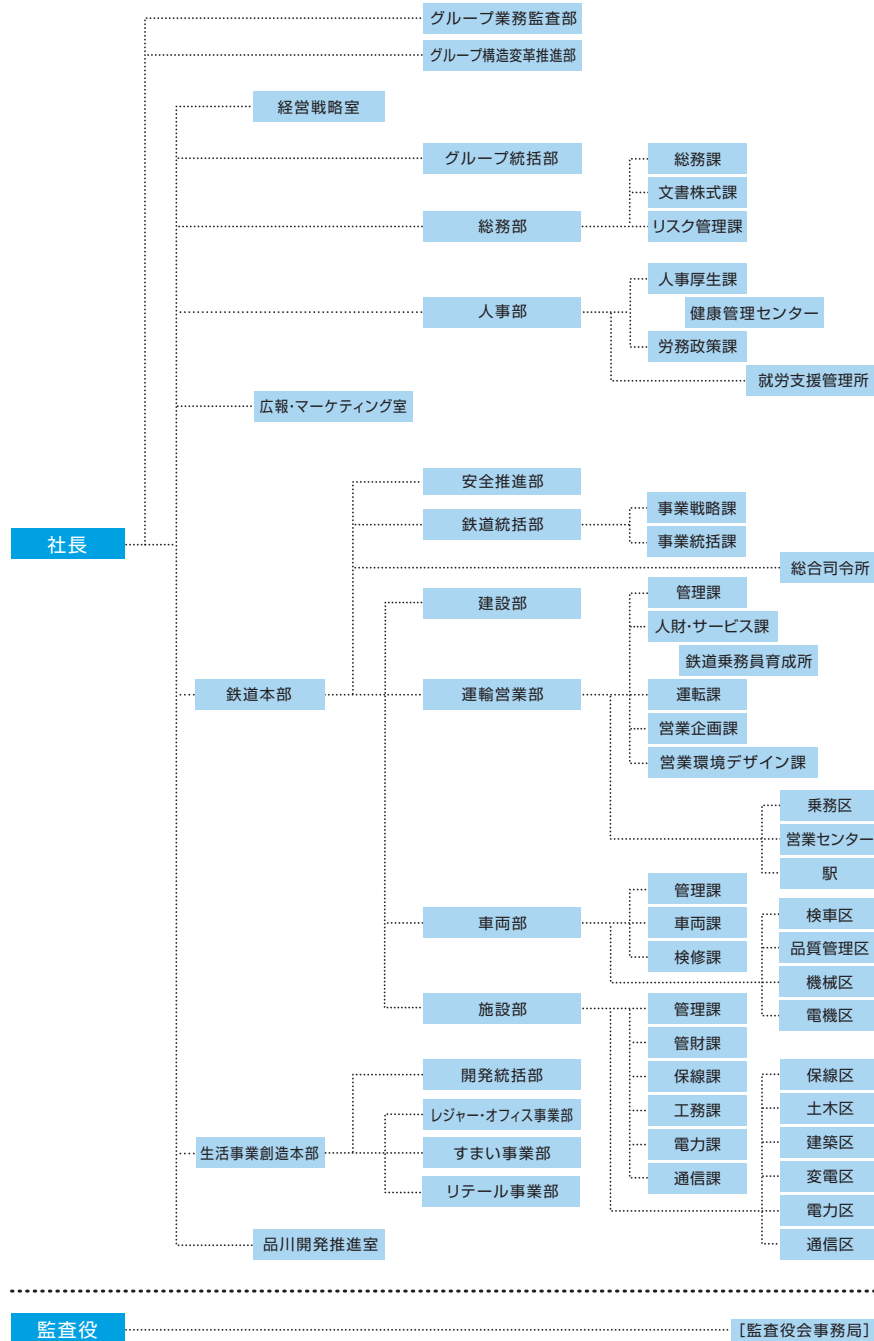 グループ業務監査部
グループ構造変革推進部
経営戦略室
グループ統括部
総務課
文書株式課
総務部
リスク管理課
人事厚生課
人事部
健康管理センター
労務政策課
就労支援管理所
広報・マーケティング室
安全推進部
鉄道統括部
事業戦略課
事業統括課
社長
総合司令所
建設部
管理課
人財・サービス課
鉄道乗務員育成所
鉄道本部
運輸営業部
運転課
営業企画課
営業環境デザイン課
乗務区
営業センター
駅
管理課
車両部
車両課
検修課
検車区
品質管理区
機械区
電機区
施設部
管理課
管財課
保線課
工務課
電力課
通信課
保線区
土木区
建築区
変電区
電力区
通信区
開発統括部
レジャー・オフィス事業部
生活事業創造本部
すまい事業部
リテール事業部
品川開発推進室
監査役
[監査役会事務局]